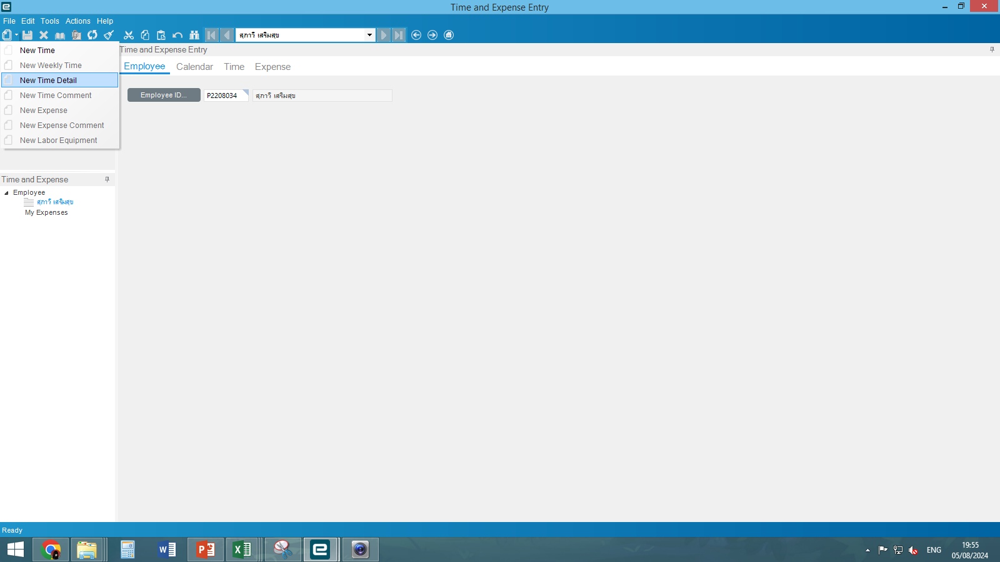 Time and Expense Entry
File Edit Tools Actions Help
สุภาวิ เสริมสุข
New Time
New Weekly Time
New Time Detail
New Time Comment
New Expense
New Expense Comment
New Labor Equipment
Time and Expense Entry
Employee Calendar Time Expense
Employee ID... P2208034 สุภาวิ เสริมสุข
Time and Expense
Employee
สุภาวิ เสริมสุข
My Expenses
Ready
ENG
19:55
05/08/2024